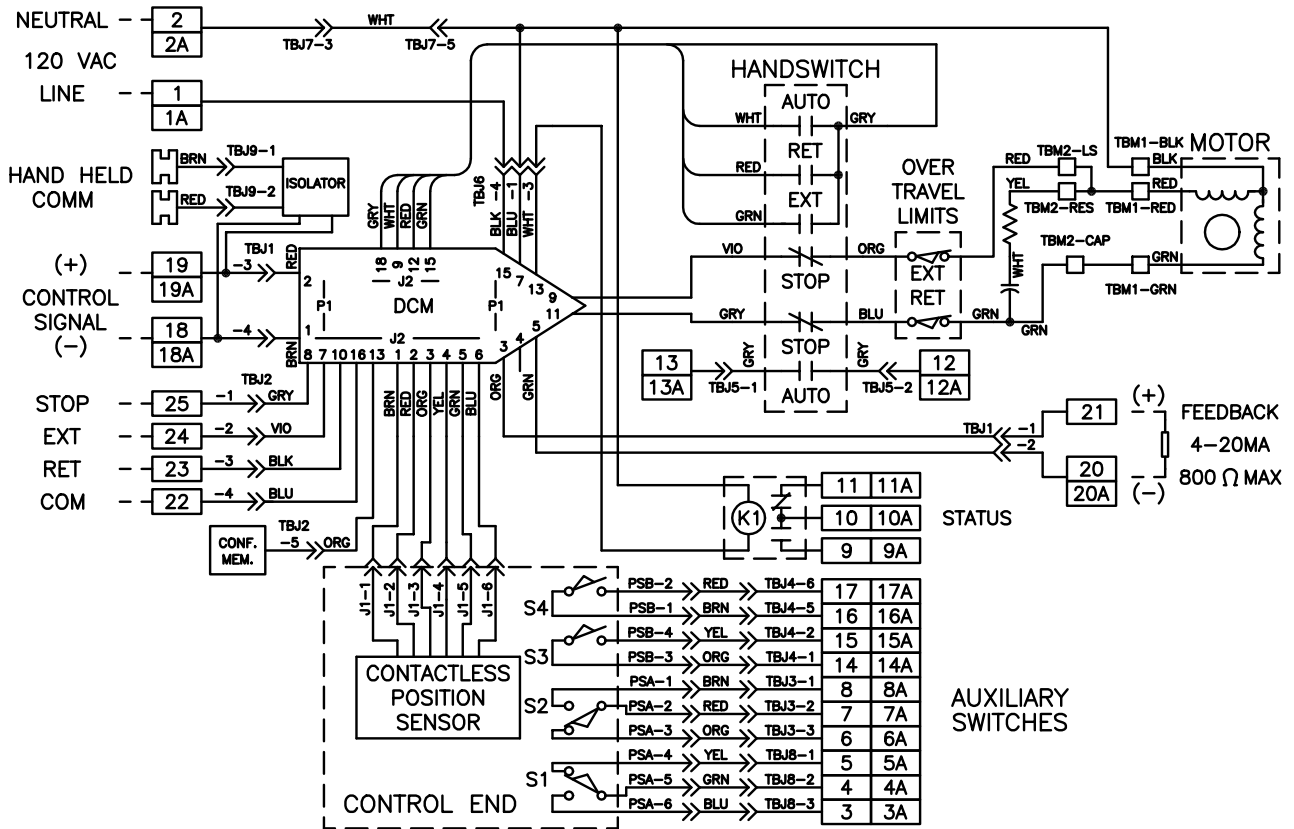 NEUTRAL 2 WHT
2A TBJ7-3 TBJ7-5
120 VAC
LINE 1
1A
HANDSWITCH
AUTO
WHT GRY
RET
RED
EXT
GRN
VIO ORG
STOP
GRY BLU
STOP
GRY GRY
TBJ5-1 TBJ5-2
AUTO
13
13A
12
12A
OVER
TRAVEL
LIMITS
EXT
RET
GRN
GRN
RED TBM2-LS
YEL
TBM2-RES
WHT
TBM2-CAP
TBM1-BLK
BLK
MOTOR
RED
TBM1-RED
GRN
TBM1-GRN
HAND HELD
COMM
BRN TBJ9-1
RED TBJ9-2
ISOLATOR
TBJ6
BLK -4
BLU -1
WHT -3
GRY
WHT
RED
GRN
18 9 12 15
J2
DCM
15 7 13 9 11
P1
5 4 3
ORG
GRN
(+)
CONTROL
SIGNAL
(-)
19
19A
18
18A
TBJ1
-3 RED
-4 BRN
2
P1
1
J2
8 7 10 16 13 1 2 3 4 5 6
BRN
RED
ORG
YEL
GRN
BLU
STOP 25 -1 TBJ2 GRY
EXT 24 -2 VIO
RET 23 -3 BLK
COM 22 -4 BLU
CONF.
MEM.
TBJ2
-5 ORG
TBJ1 -1
-2
21
20
20A
(+)
(-)
FEEDBACK
4-20MA
800 Ω MAX
K1
11 11A
10 10A
9 9A
STATUS
J1-1
J1-2
J1-3
J1-4
J1-5
J1-6
CONTACTLESS
POSITION
SENSOR
CONTROL END
S4
S3
S2
S1
PSB-2 RED TBJ4-6 17 17A
PSB-1 BRN TBJ4-5 16 16A
PSB-4 YEL TBJ4-2 15 15A
PSB-3 ORG TBJ4-1 14 14A
PSA-1 BRN TBJ3-1 8 8A
PSA-2 RED TBJ3-2 7 7A
PSA-3 ORG TBJ3-3 6 6A
PSA-4 YEL TBJ8-1 5 5A
PSA-5 GRN TBJ8-2 4 4A
PSA-6 BLU TBJ8-3 3 3A
AUXILIARY
SWITCHES